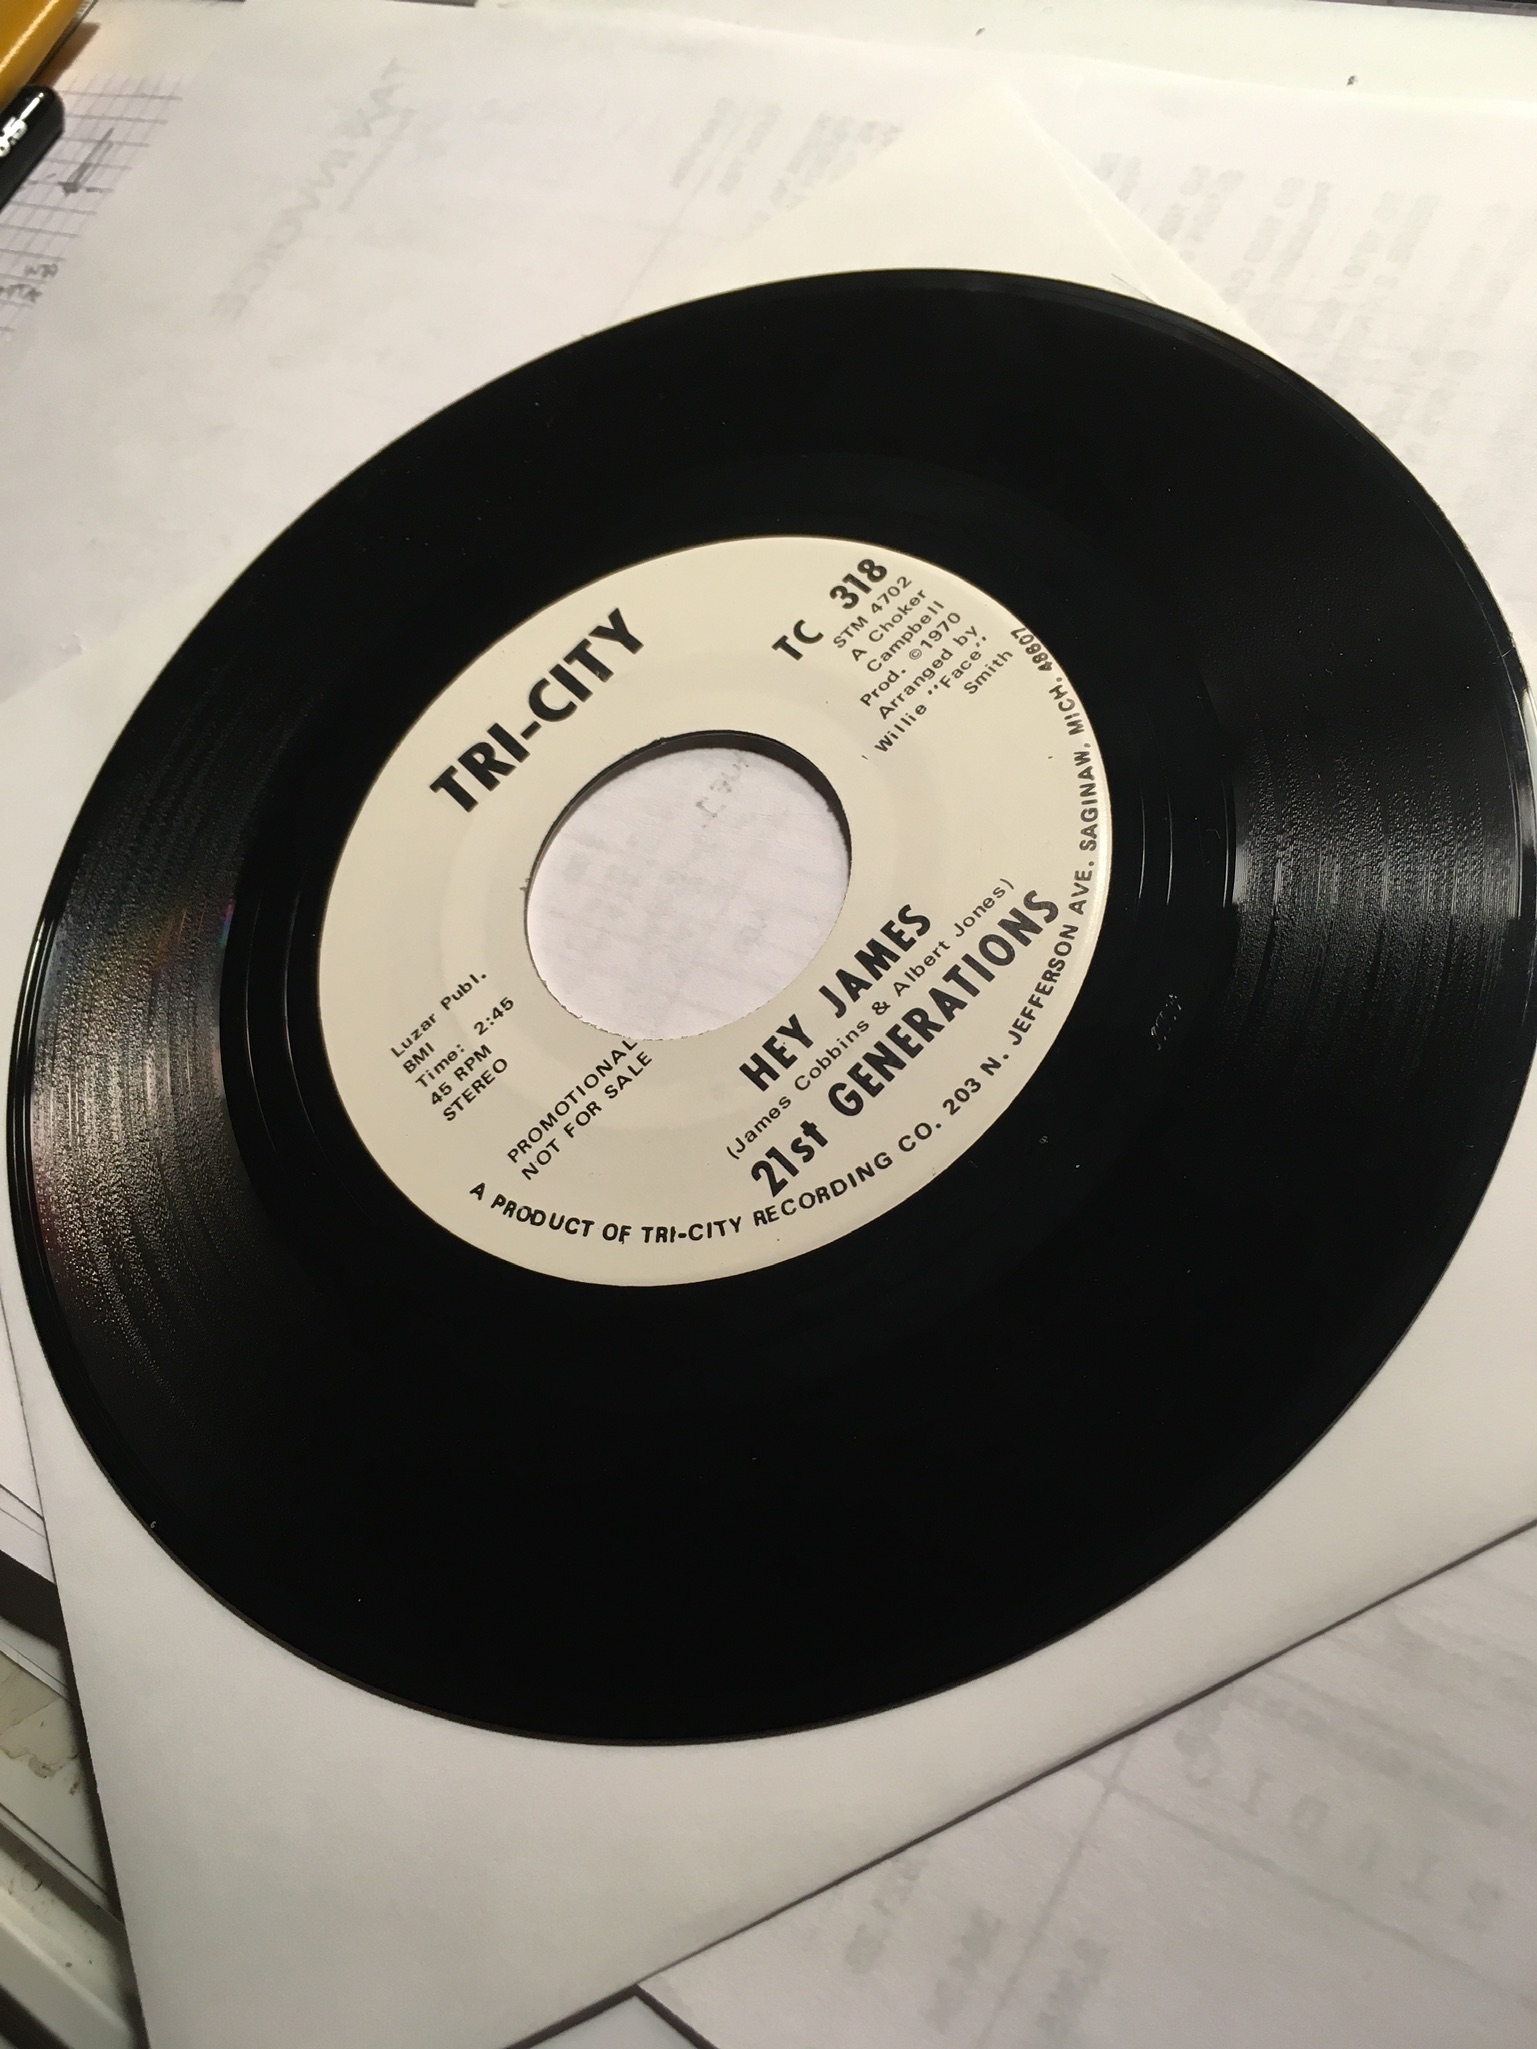 TRI-CITY
TC 318
STM 4702
A Choker
Campbell
Prod. ©1970
Arranged by
Willie "Face"
Smith
Luzar Publ.
BMI
Time: 2:45
45 RPM
STEREO
PROMOTIONAL
NOT FOR SALE
HEY JAMES
(James Cobbins & Albert Jones)
21st GENERATIONS
A PRODUCT OF TRI-CITY RECORDING CO. 203 N. JEFFERSON AVE. SAGINAW, MICH. 48607
INVOICE